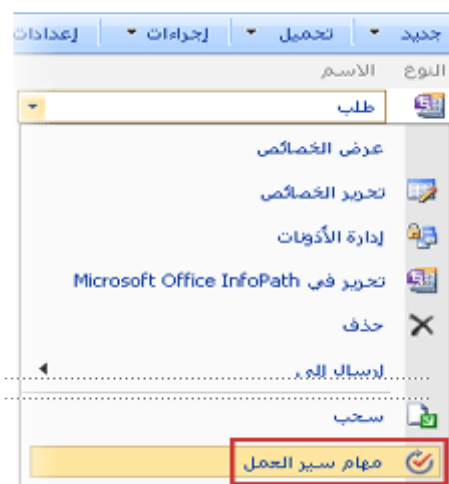 جديد تحميل إجراءات إعدادات
النوع الاسم
طلب
عرض الخصائص
تحرير الخصائص
إدارة الأذونات
تحرير في Microsoft Office InfoPath
حذف
إرسال إلى
سحب
مهام سير العمل